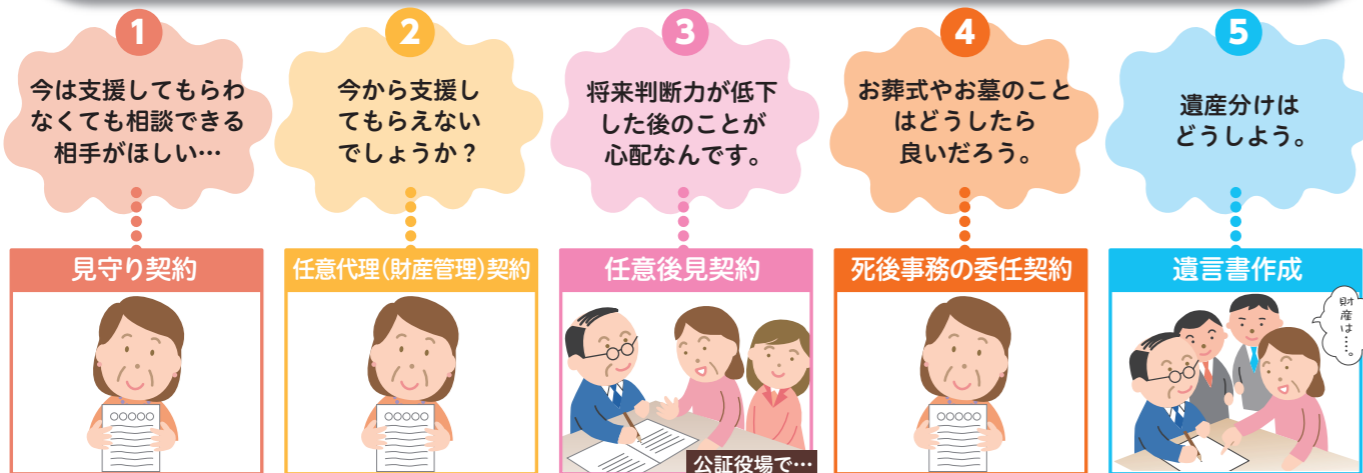 1
今は支援してもらわ
なくても相談できる
相手がほしい…
見守り契約
○○○○○
2
今から支援し
てもらえない
でしょうか？
任意代理（財産管理）契約
○○○○○
3
将来判断力が低下
した後のことが
心配なんです。
任意後見契約
公証役場で…
4
お葬式やお墓のこと
はどうしたら
良いだろう。
死後事務の委任契約
○○○○○
5
遺産分けは
どうしよう。
遺言書作成
財産は……。